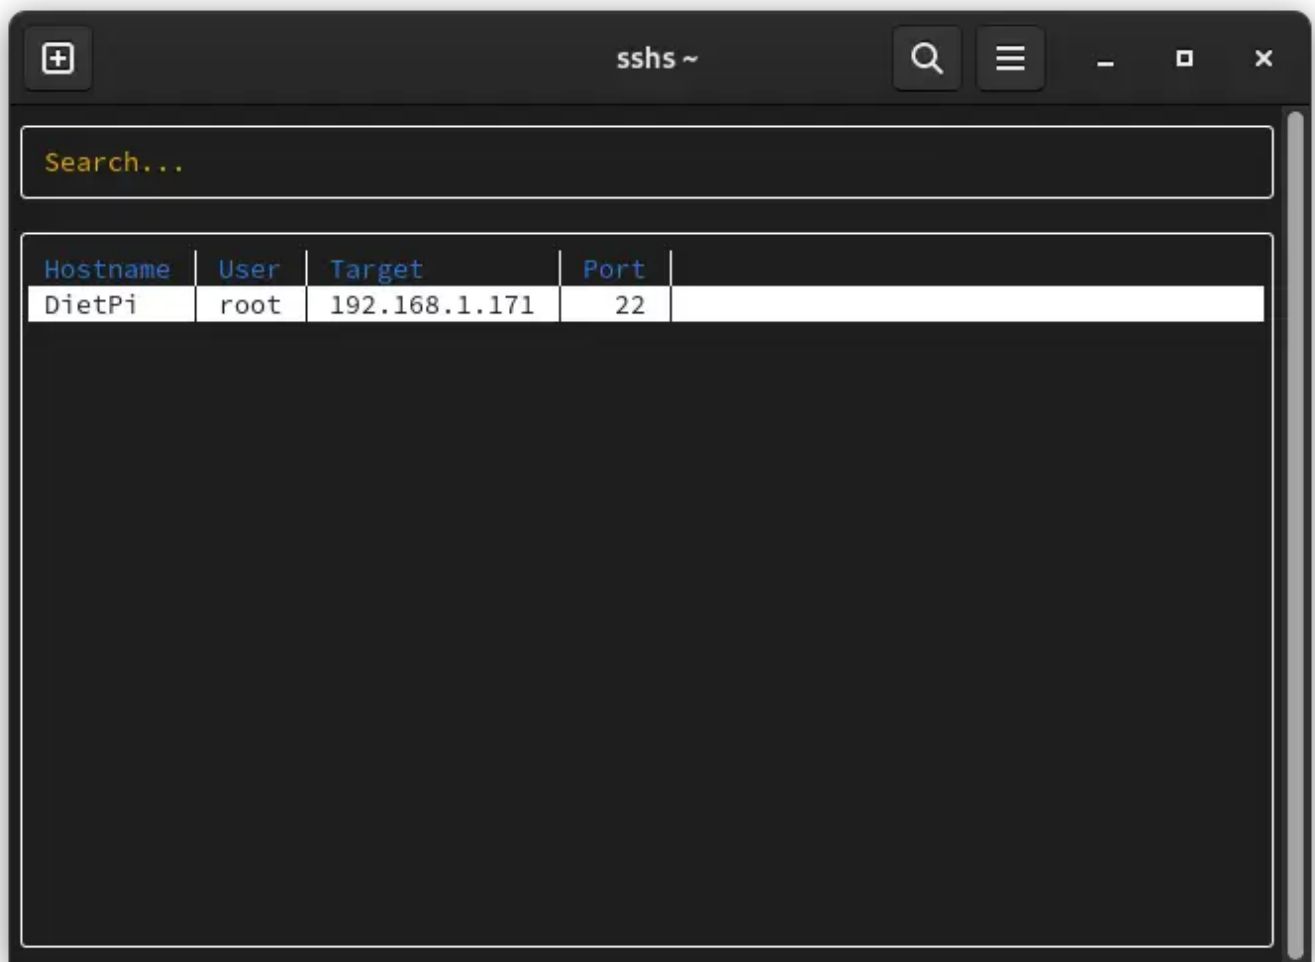 sshs ~
Search...
Hostname User Target Port
DietPi root 192.168.1.171 22